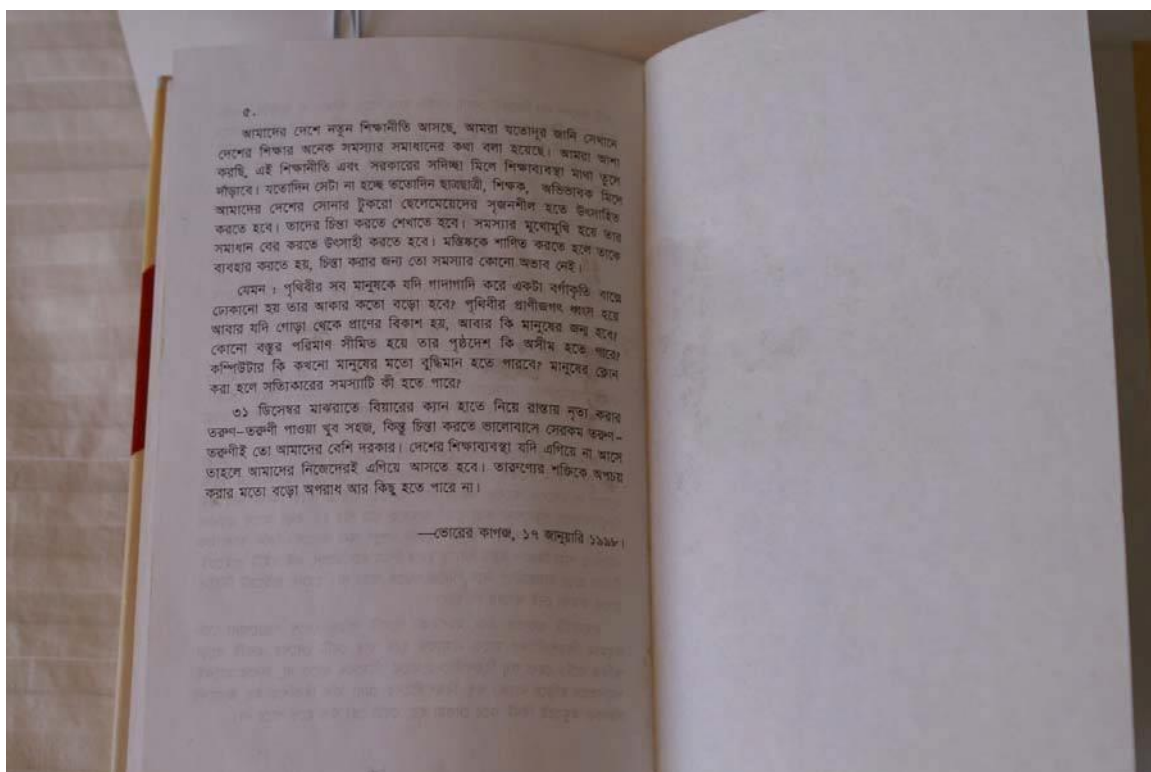 ৫.
আমাদের দেশে নতুন শিক্ষানীতি আসছে, আমরা যতোদূর জানি সেখানে
দেশের শিক্ষার অনেক সমস্যার সমাধানের কথা বলা হয়েছে। আমরা আশা
করছি, এই শিক্ষানীতি এবং সরকারের সদিচ্ছা মিলে শিক্ষাব্যবস্থা মাথা তুলে
দাঁড়াবে। যতোদিন সেটা না হচ্ছে ততোদিন ছাত্রছাত্রী, শিক্ষক, অভিভাবক মিলে
আমাদের দেশের সোনার টুকরো ছেলেমেয়েদের সৃজনশীল হতে উৎসাহিত
করতে হবে। তাদের চিন্তা করতে শেখাতে হবে। সমস্যার মুখোমুখি হয়ে তার
সমাধান বের করতে উৎসাহী করতে হবে। মস্তিষ্ককে শাণিত করতে হলে তাকে
ব্যবহার করতে হয়, চিন্তা করার জন্য তো সমস্যার কোনো অভাব নেই।
যেমন : পৃথিবীর সব মানুষকে যদি গাদাগাদি করে একটা বর্গাকৃতি বাক্সে
ঢোকানো হয় তার আকার কতো বড়ো হবে? পৃথিবীর প্রাণীজগৎ ধ্বংস হয়ে
আবার যদি গোড়া থেকে প্রাণের বিকাশ হয়, আবার কি মানুষের জন্ম হবে?
কোনো বস্তুর পরিমাণ সীমিত হয়ে তার পৃষ্ঠদেশ কি অসীম হতে পারে?
কম্পিউটার কি কখনো মানুষের মতো বুদ্ধিমান হতে পারবে? মানুষের ক্লোন
করা হলে সত্যিকারের সমস্যাটি কী হতে পারে?
৩১ ডিসেম্বর মাঝরাতে বিয়ারের ক্যান হাতে নিয়ে রাস্তায় নৃত্য করার
তরুণ-তরুণী পাওয়া খুব সহজ, কিন্তু চিন্তা করতে ভালোবাসে সেরকম তরুণ-
তরুণীই তো আমাদের বেশি দরকার। দেশের শিক্ষাব্যবস্থা যদি এগিয়ে না আসে
তাহলে আমাদের নিজেদেরই এগিয়ে আসতে হবে। তারুণ্যের শক্তিকে অপচয়
করার মতো বড়ো অপরাধ আর কিছু হতে পারে না।
—ভোরের কাগজ, ১৭ জানুয়ারি ১৯৯৮।